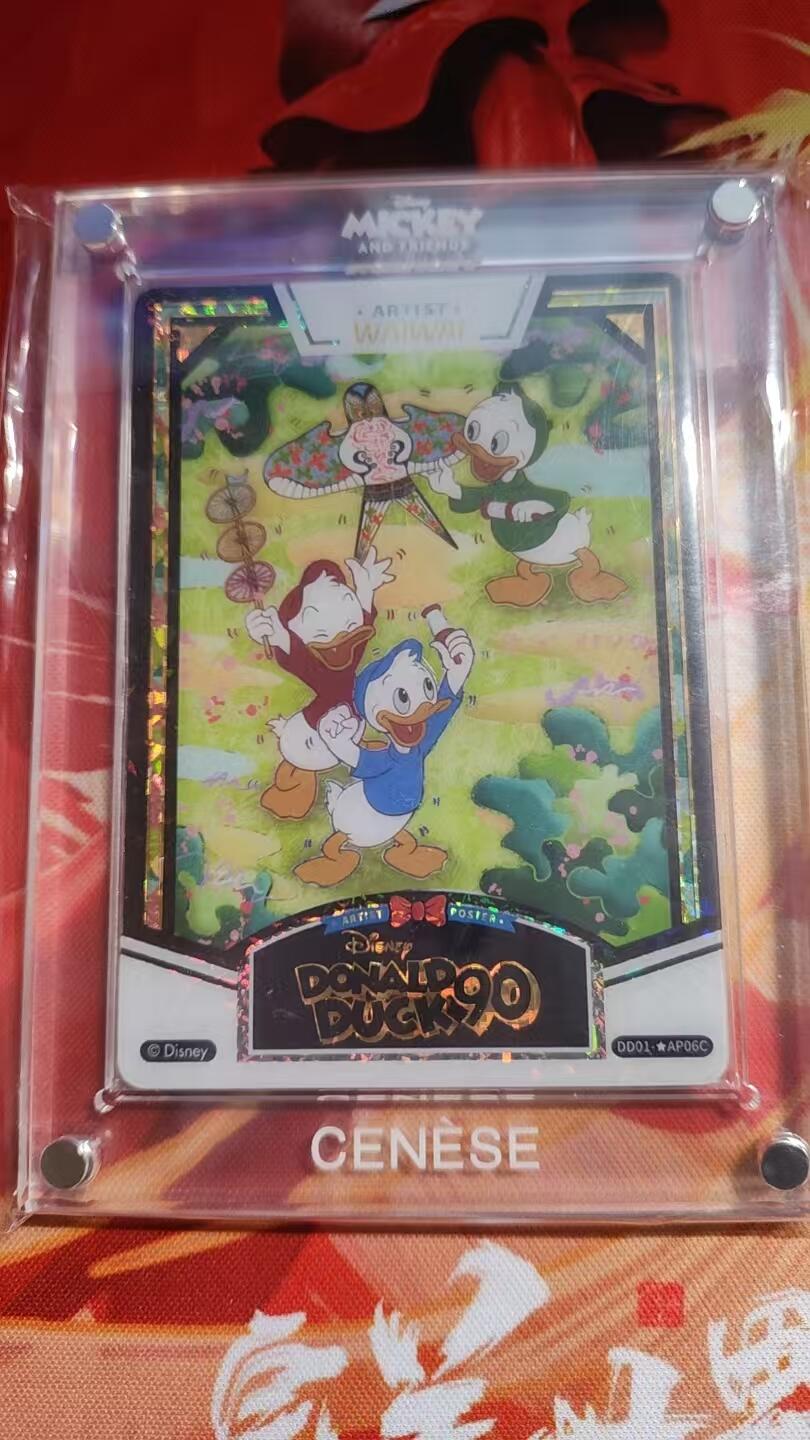 Disney
MICKEY
AND FRIENDS
• ARTIST •
WAIWAI
ARTIST POSTER
Disney
DONALD
DUCK 90
© Disney
DD01-★AP06C
CENÈSE